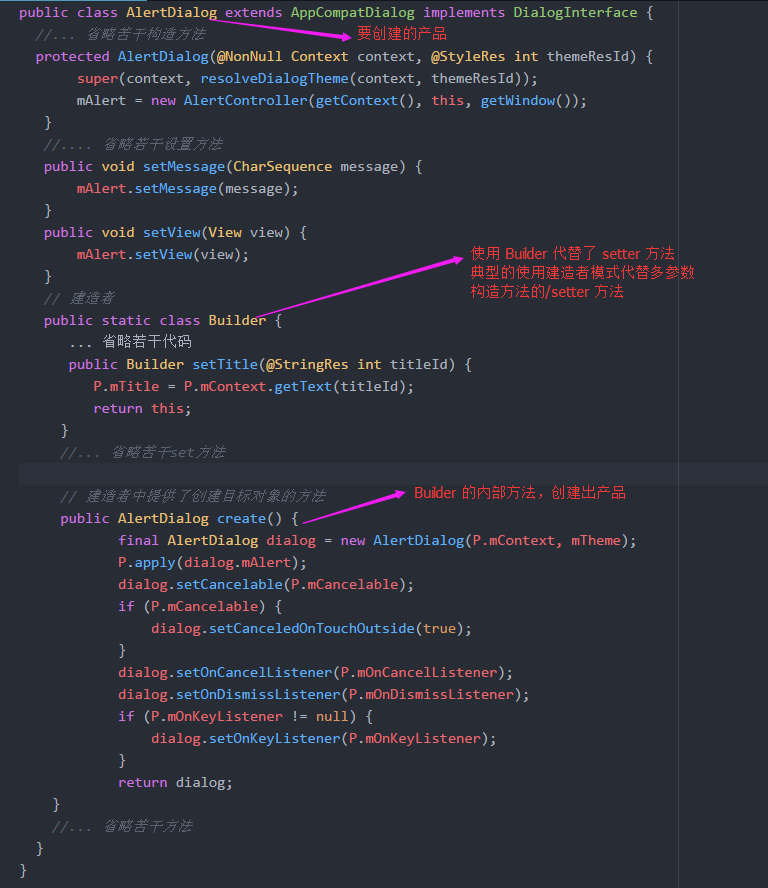 public class AlertDialog extends AppCompatDialog implements DialogInterface {
//... 省略若干构造方法
要创建的产品
protected AlertDialog(@NonNull Context context, @StyleRes int themeResId) {
super(context, resolveDialogTheme(context, themeResId));
mAlert = new AlertController(getContext(), this, getWindow());
}
//.... 省略若干设置方法
public void setMessage(CharSequence message) {
mAlert.setMessage(message);
}
public void setView(View view) {
mAlert.setView(view);
}
使用 Builder 代替了 setter 方法
典型的使用建造者模式代替多参数
构造方法的/setter 方法
// 建造者
public static class Builder {
... 省略若干代码
public Builder setTitle(@StringRes int titleId) {
P.mTitle = P.mContext.getText(titleId);
return this;
}
//... 省略若干set方法
// 建造者中提供了创建目标对象的方法
Builder 的内部方法，创建出产品
public AlertDialog create() {
final AlertDialog dialog = new AlertDialog(P.mContext, mTheme);
P.apply(dialog.mAlert);
dialog.setCancelable(P.mCancelable);
if (P.mCancelable) {
dialog.setCanceledOnTouchOutside(true);
}
dialog.setOnCancelListener(P.mOnCancelListener);
dialog.setOnDismissListener(P.mOnDismissListener);
if (P.mOnKeyListener != null) {
dialog.setOnKeyListener(P.mOnKeyListener);
}
return dialog;
}
//... 省略若干方法
}
}